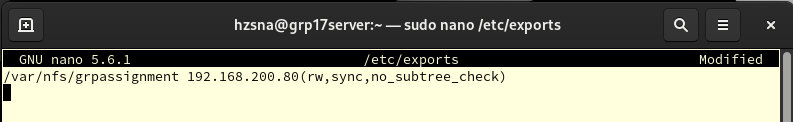 hzsna@grp17server:~ — sudo nano /etc/exports
GNU nano 5.6.1 /etc/exports Modified
/var/nfs/grpassignment 192.168.200.80(rw,sync,no_subtree_check)